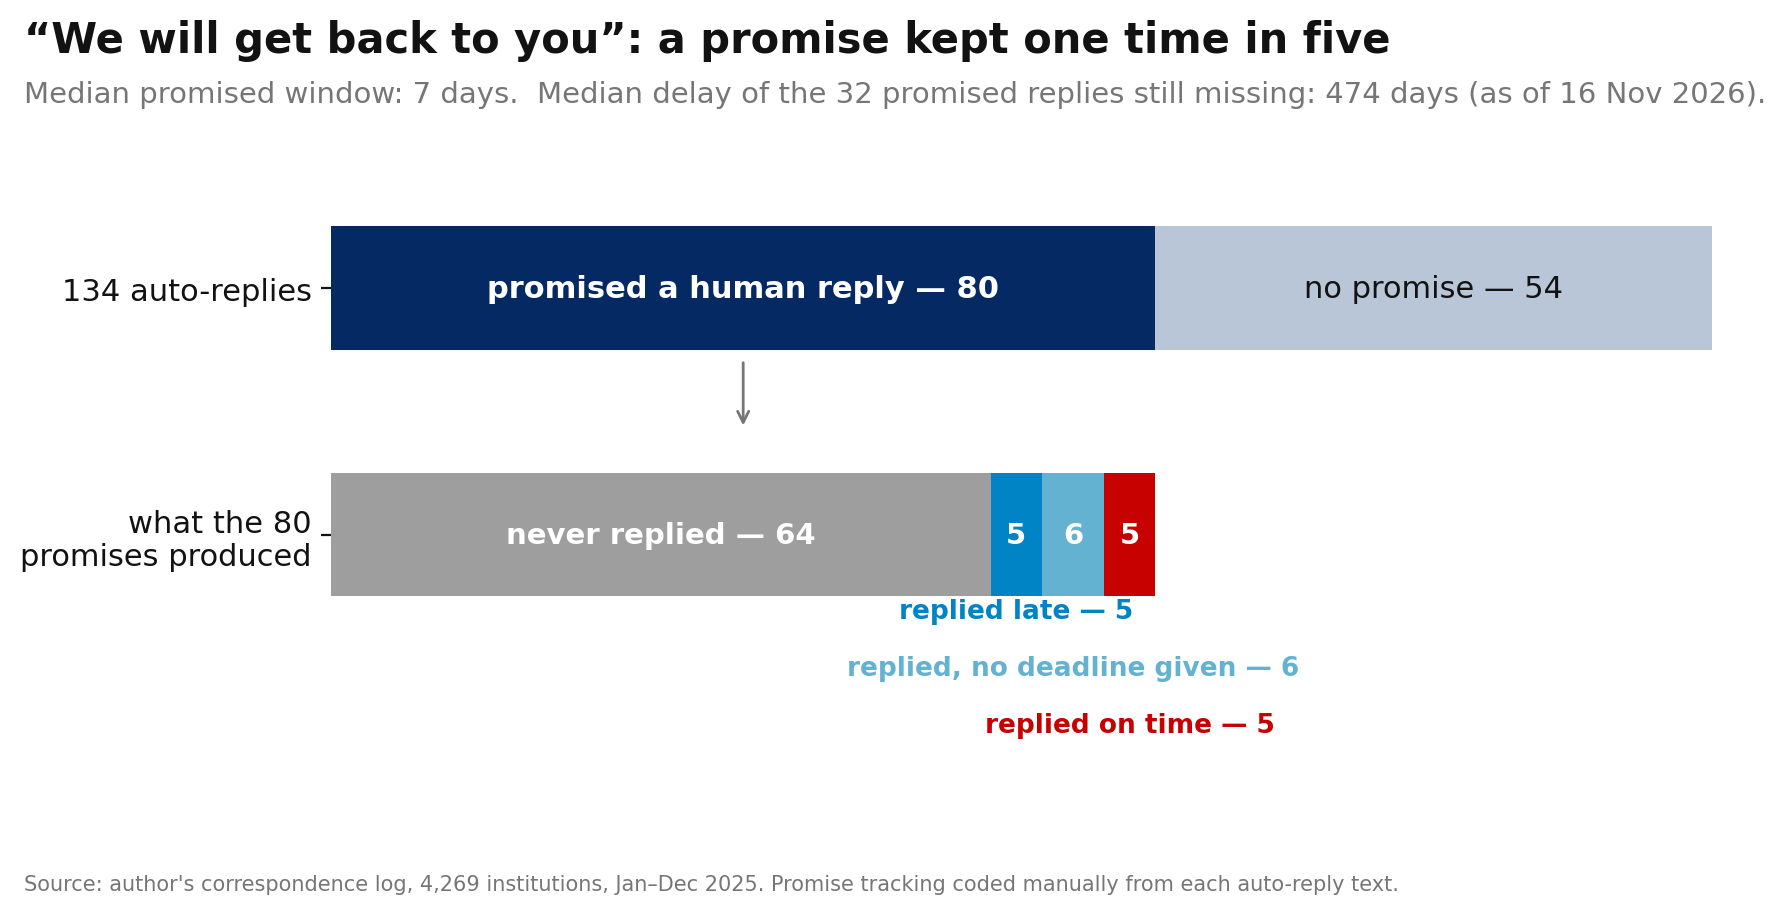 “We will get back to you”: a promise kept one time in five
Median promised window: 7 days.  Median delay of the 32 promised replies still missing: 474 days (as of 16 Nov 2026).
134 auto-replies
promised a human reply — 80
no promise — 54
what the 80
promises produced
never replied — 64
5
6
5
replied late — 5
replied, no deadline given — 6
replied on time — 5
Source: author's correspondence log, 4,269 institutions, Jan–Dec 2025. Promise tracking coded manually from each auto-reply text.